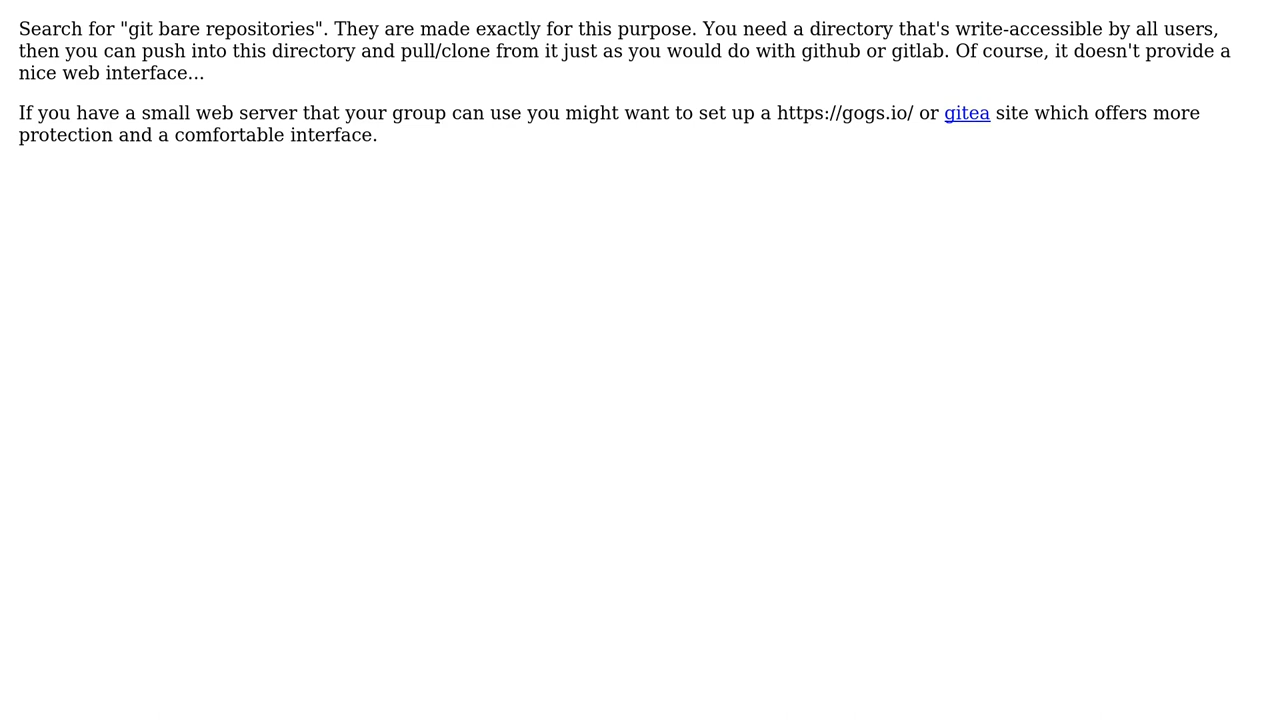 Search for "git bare repositories". They are made exactly for this purpose. You need a directory that's write-accessible by all users,
then you can push into this directory and pull/clone from it just as you would do with github or gitlab. Of course, it doesn't provide a
nice web interface...
If you have a small web server that your group can use you might want to set up a https://gogs.io/ or gitea site which offers more
protection and a comfortable interface.